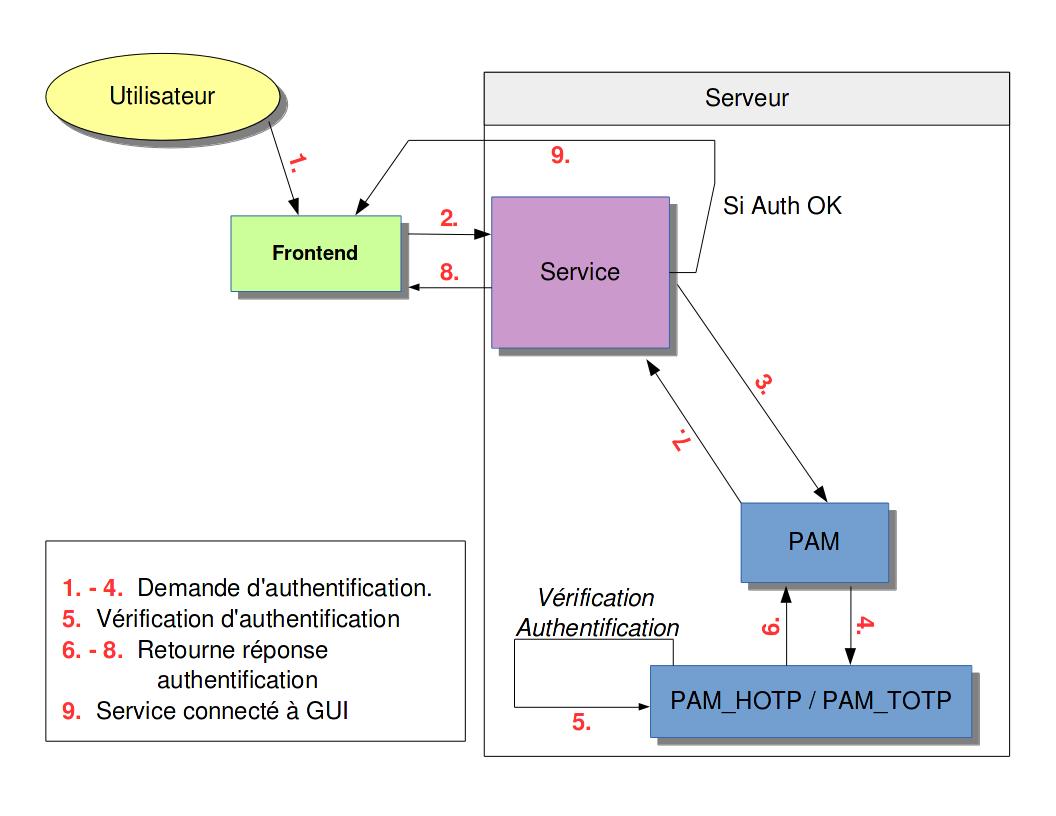 Utilisateur
Serveur
1.
9.
Si Auth OK
Frontend
2.
8.
Service
3.
7.
PAM
Vérification
Authentification
6.
4.
PAM_HOTP / PAM_TOTP
5.
1. - 4. Demande d'authentification.
5. Vérification d'authentification
6. - 8. Retourne réponse
authentification
9. Service connecté à GUI